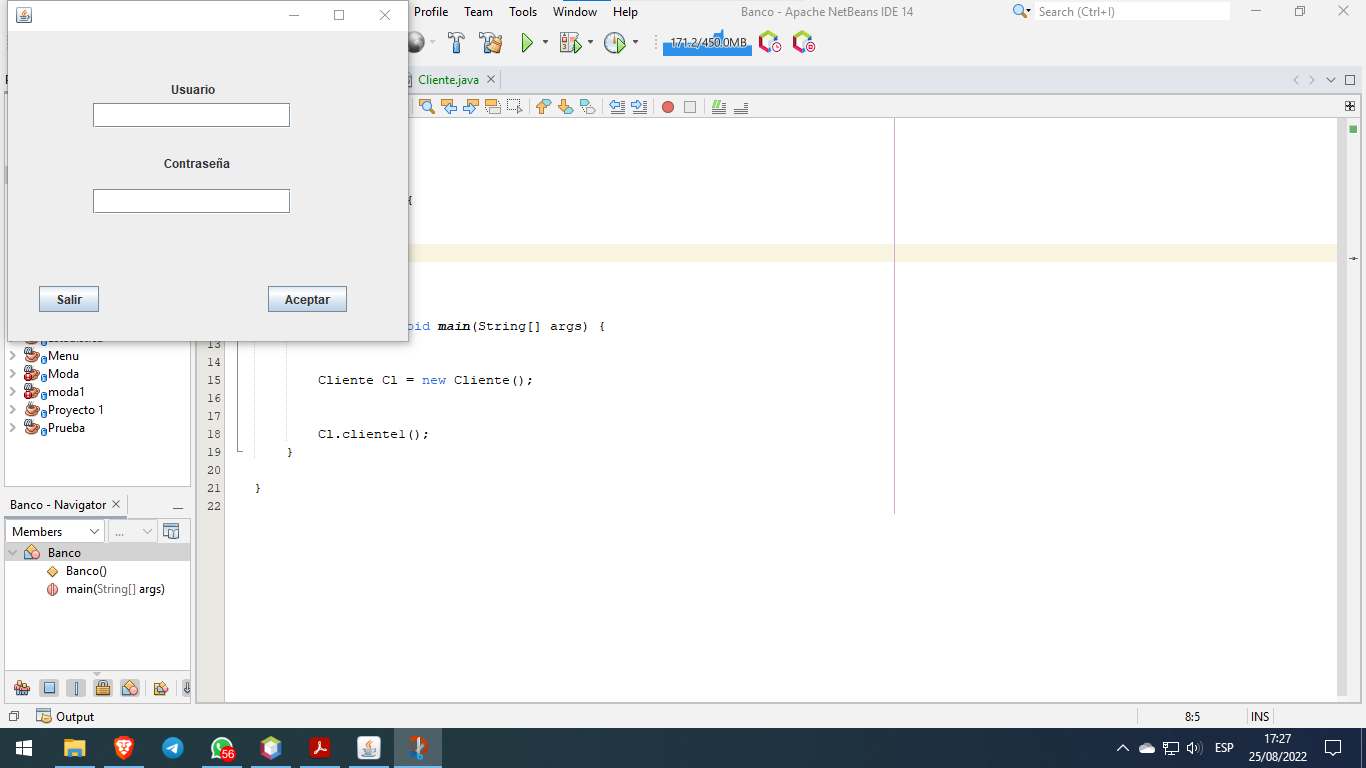 Profile Team Tools Window Help
Banco - Apache NetBeans IDE 14
Search (Ctrl+I)
171.2/450.0MB
Cliente.java
Usuario
Contraseña
Salir
Aceptar
{
void main(String[] args) {
13
14
15 Cliente Cl = new Cliente();
16
17
18 Cl.cliente1();
19 }
20
21 }
22
Menu
Moda
moda1
Proyecto 1
Prueba
Banco - Navigator
Members
...
Banco
Banco()
main(String[] args)
Output
8:5
INS
56
ESP
17:27
25/08/2022